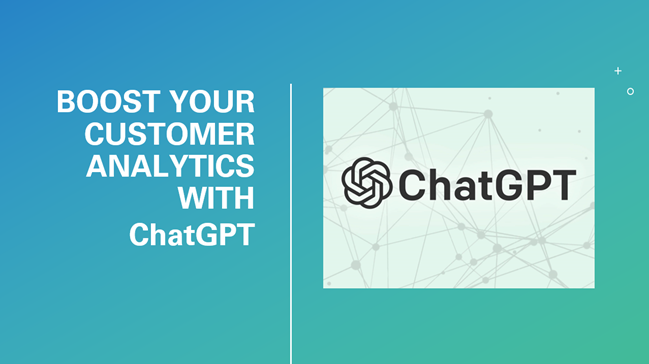 BOOST YOUR
CUSTOMER
ANALYTICS
WITH
ChatGPT
ChatGPT